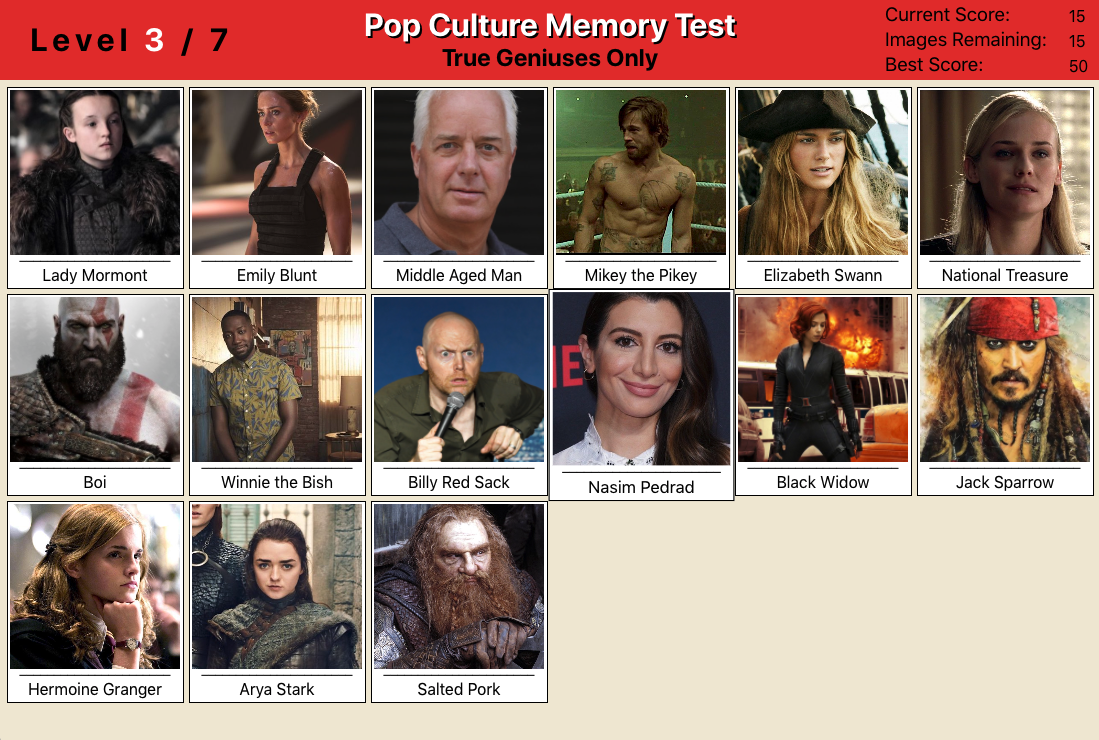 Level 3 / 7
Pop Culture Memory Test
True Geniuses Only
Current Score: 15
Images Remaining: 15
Best Score: 50
Lady Mormont
Emily Blunt
Middle Aged Man
Mikey the Pikey
Elizabeth Swann
National Treasure
Boi
Winnie the Bish
Billy Red Sack
Nasim Pedrad
Black Widow
Jack Sparrow
Hermoine Granger
Arya Stark
Salted Pork